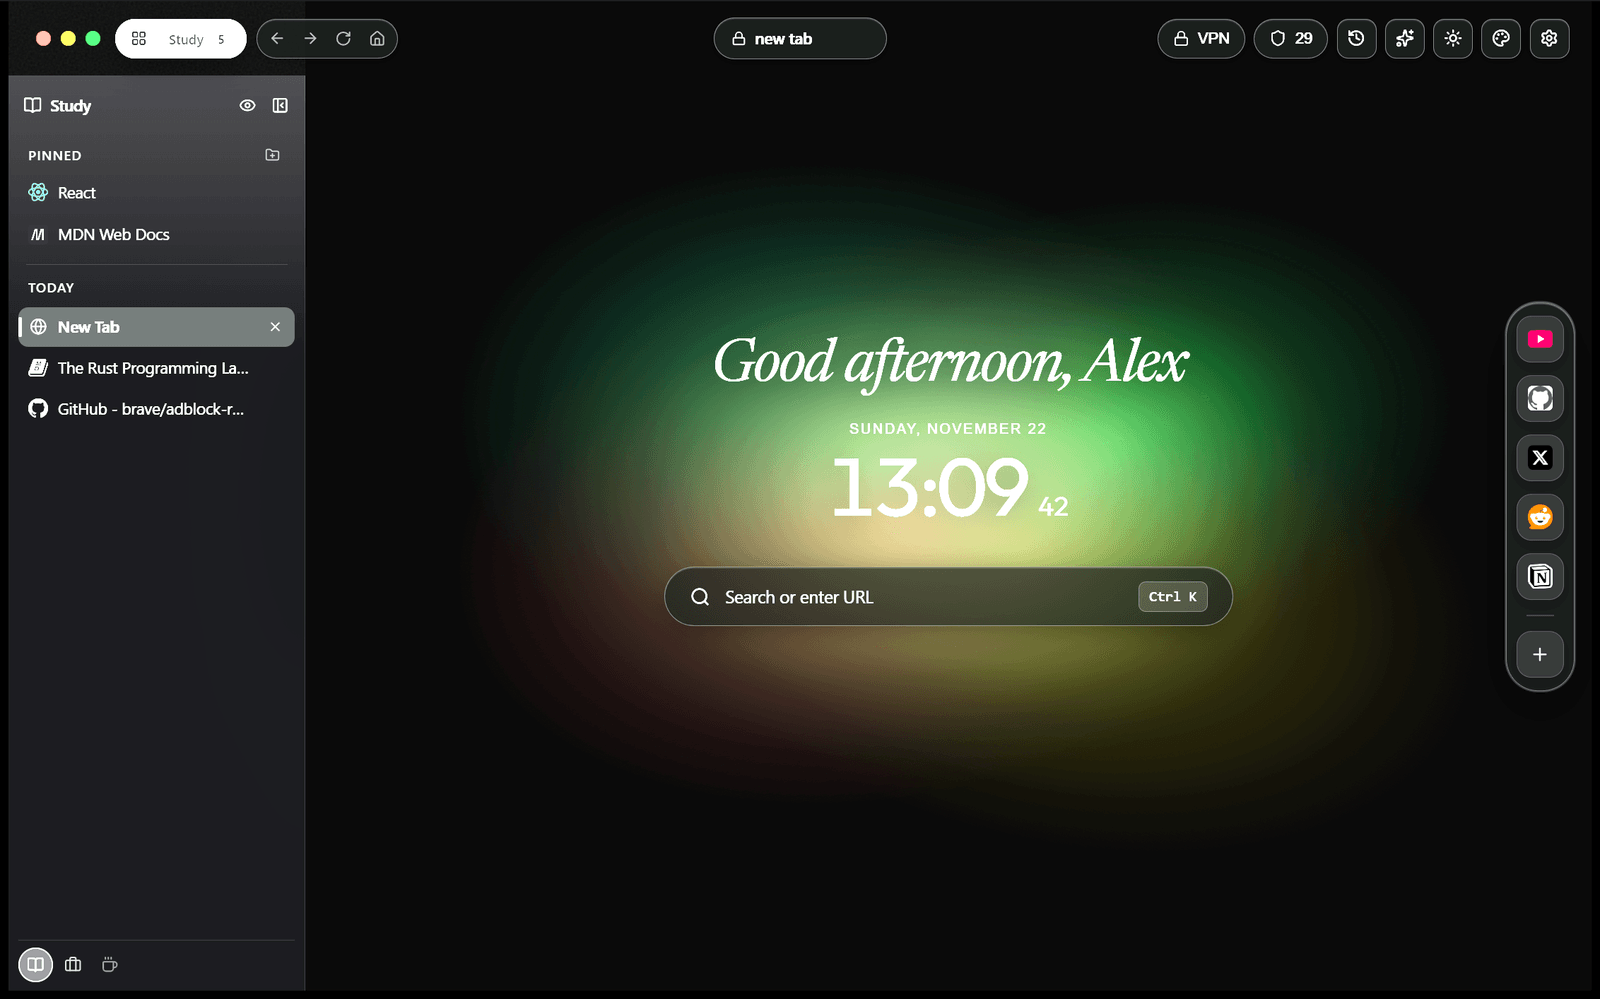 Study 5
new tab
VPN
29
Study
PINNED
React
MDN Web Docs
TODAY
New Tab
The Rust Programming La...
GitHub - brave/adblock-r...
Good afternoon, Alex
SUNDAY, NOVEMBER 22
13:09 42
Search or enter URL
Ctrl K